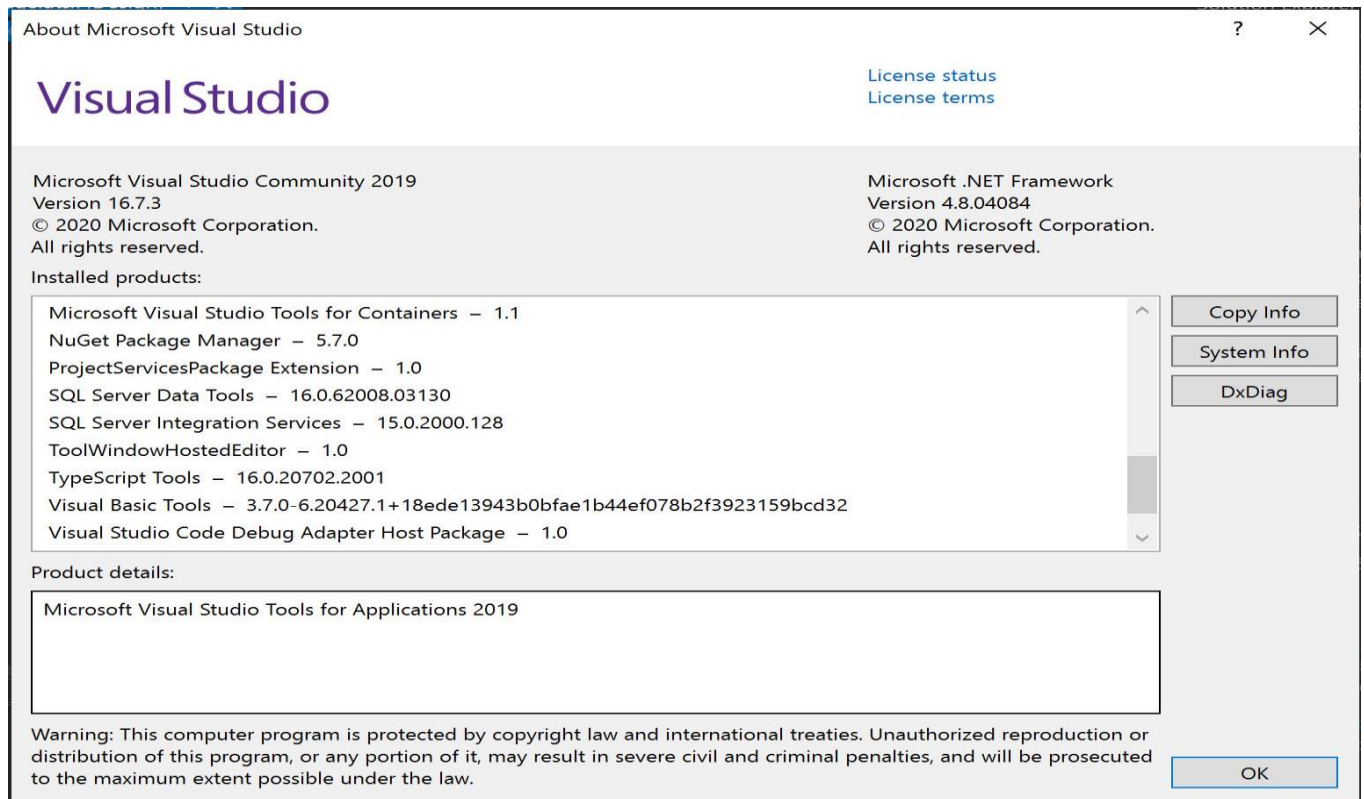 About Microsoft Visual Studio
?
Visual Studio
License status
License terms
Microsoft Visual Studio Community 2019
Version 16.7.3
© 2020 Microsoft Corporation.
All rights reserved.
Microsoft .NET Framework
Version 4.8.04084
© 2020 Microsoft Corporation.
All rights reserved.
Installed products:
Microsoft Visual Studio Tools for Containers – 1.1
NuGet Package Manager – 5.7.0
ProjectServicesPackage Extension – 1.0
SQL Server Data Tools – 16.0.62008.03130
SQL Server Integration Services – 15.0.2000.128
ToolWindowHostedEditor – 1.0
TypeScript Tools – 16.0.20702.2001
Visual Basic Tools – 3.7.0-6.20427.1+18ede13943b0bfae1b44ef078b2f3923159bcd32
Visual Studio Code Debug Adapter Host Package – 1.0
Copy Info
System Info
DxDiag
Product details:
Microsoft Visual Studio Tools for Applications 2019
Warning: This computer program is protected by copyright law and international treaties. Unauthorized reproduction or
distribution of this program, or any portion of it, may result in severe civil and criminal penalties, and will be prosecuted
to the maximum extent possible under the law.
OK